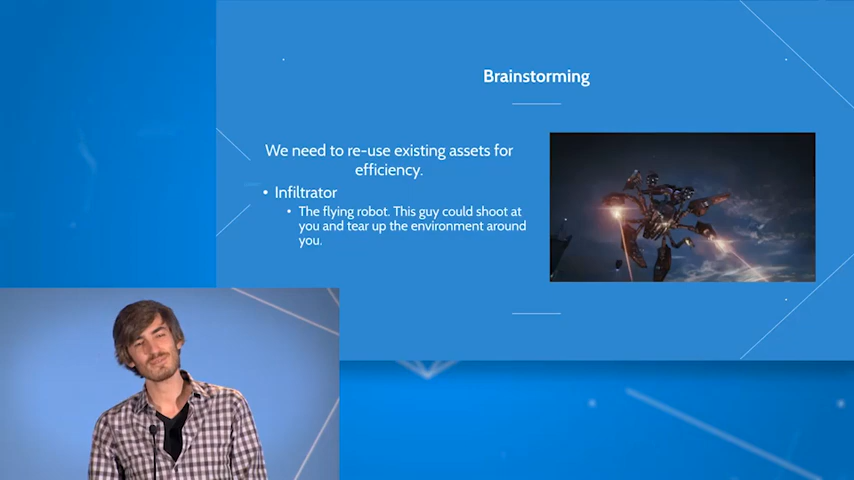 Brainstorming
We need to re-use existing assets for
efficiency.
• Infiltrator
• The flying robot. This guy could shoot at
you and tear up the environment around
you.